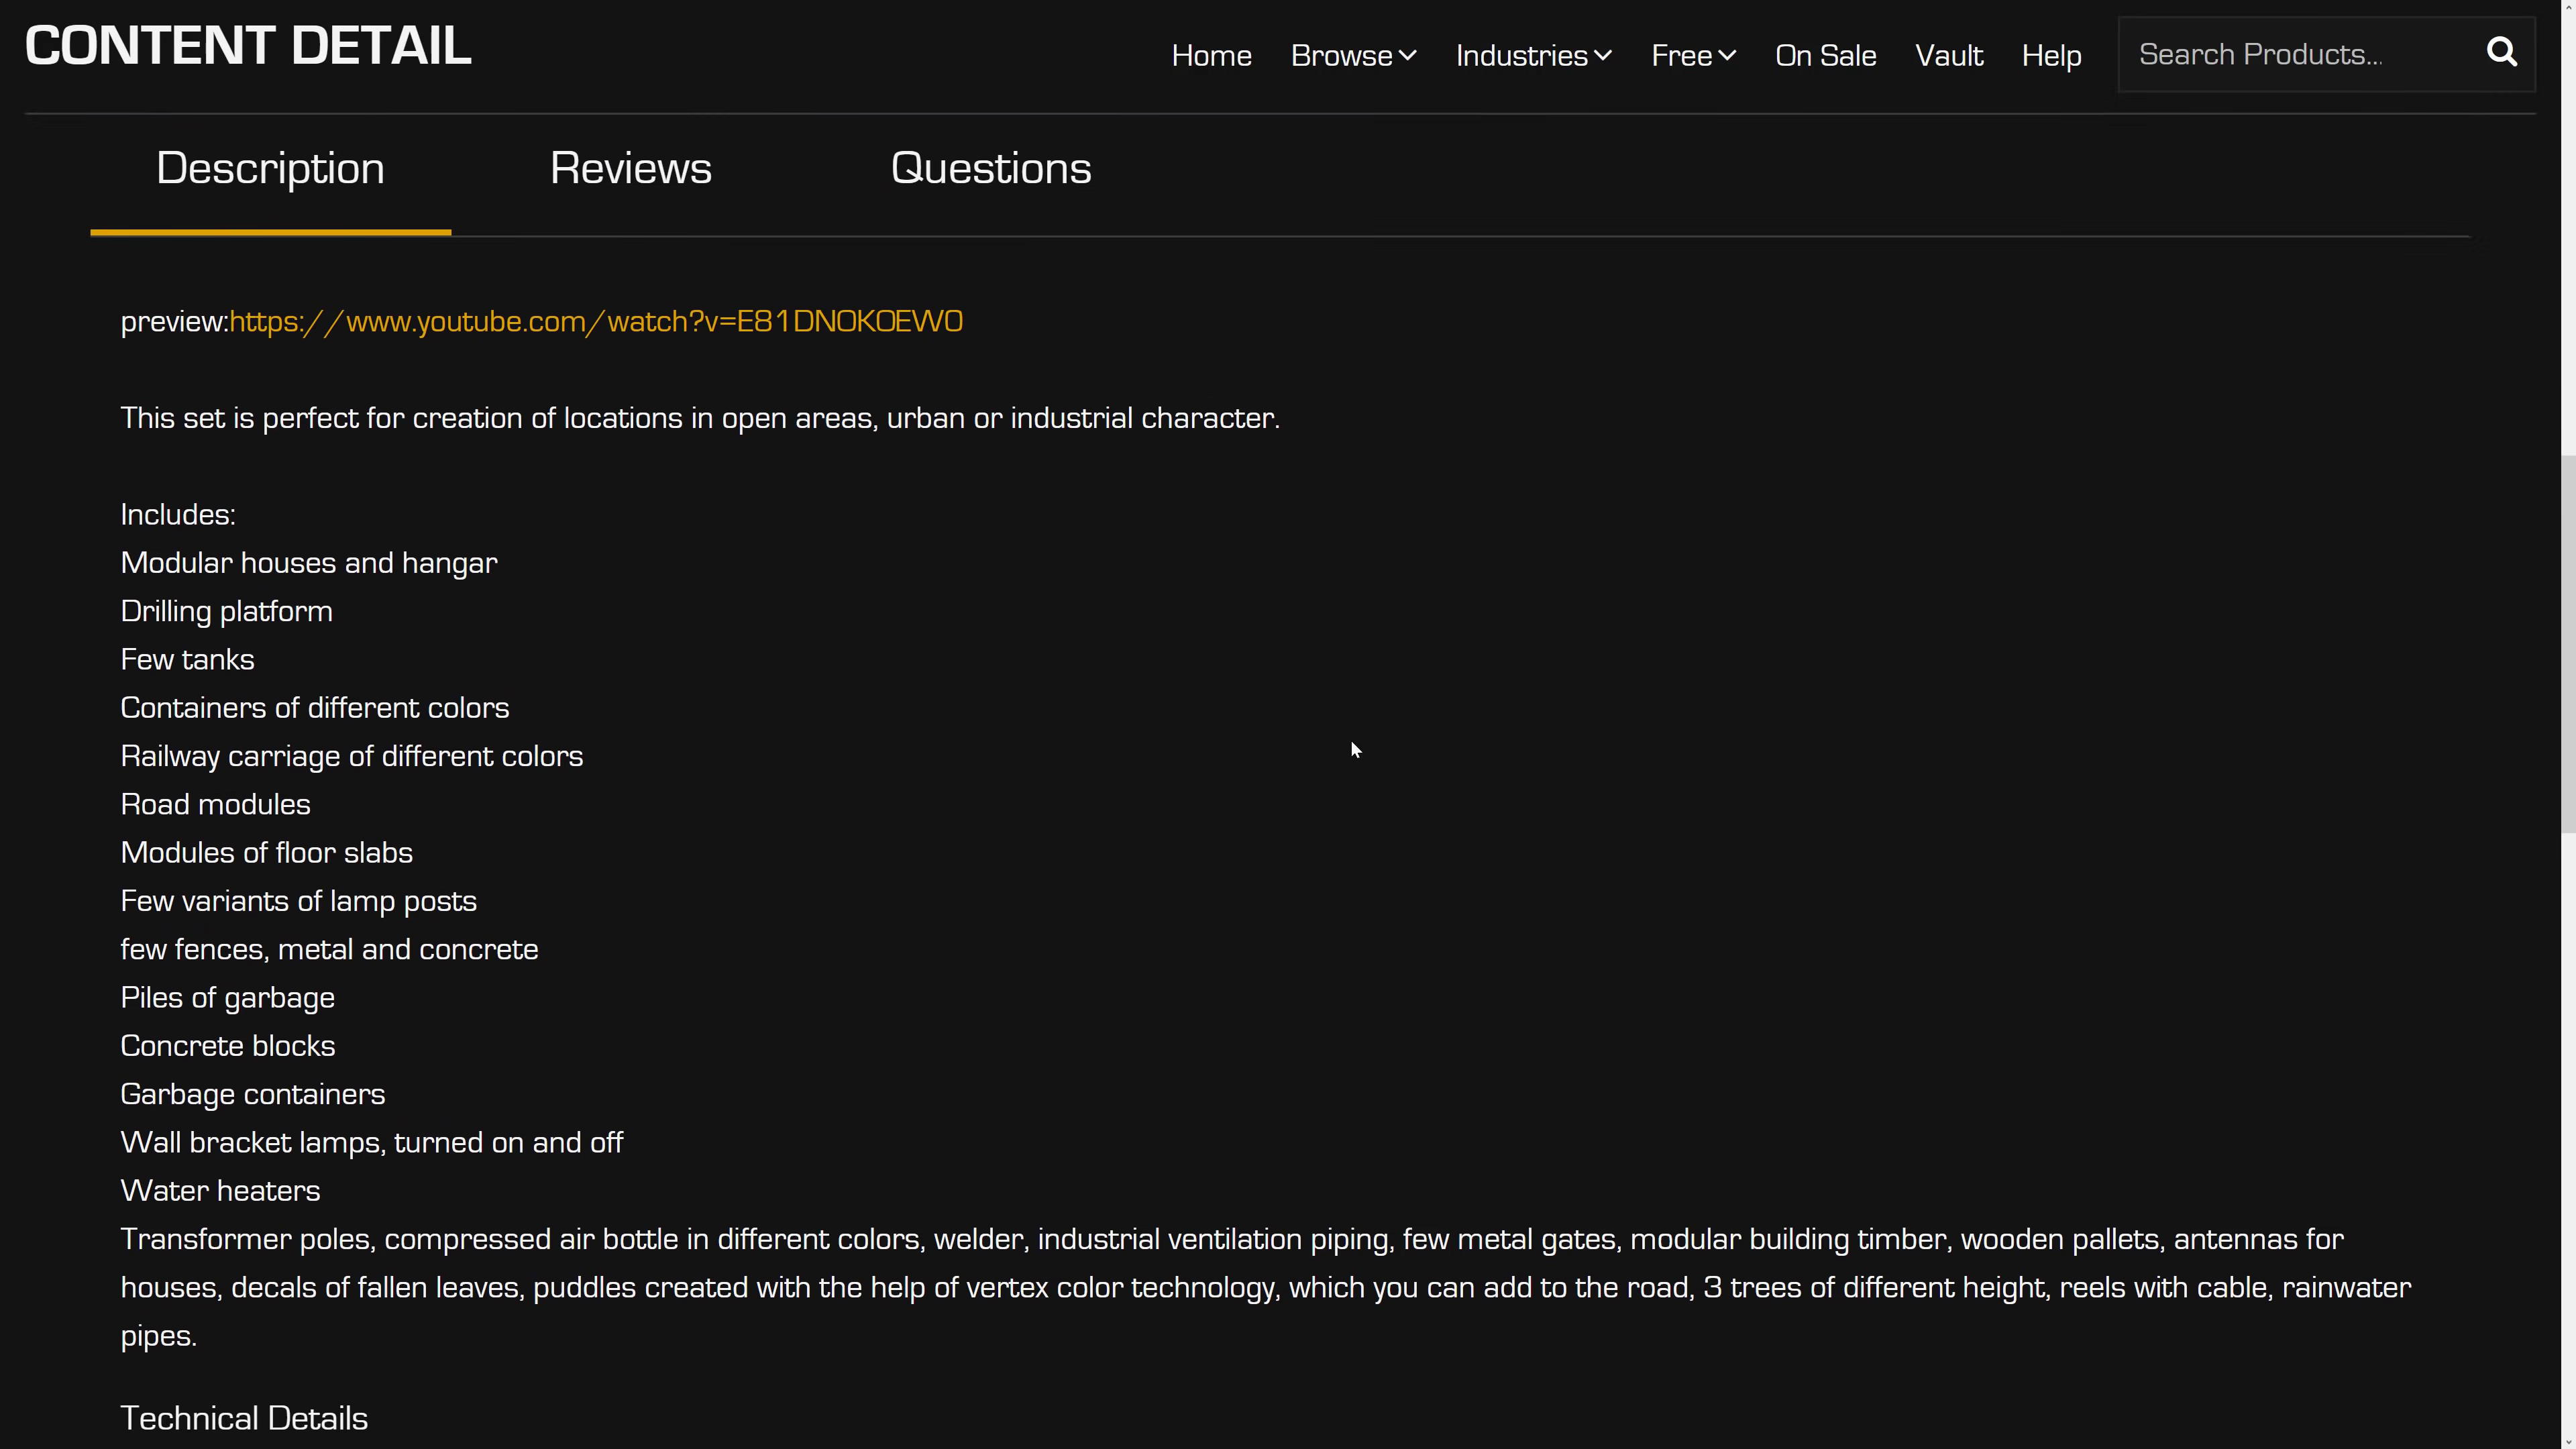 CONTENT DETAIL
Home Browse Industries Free On Sale Vault Help Search Products...
Description Reviews Questions
preview:https://www.youtube.com/watch?v=E81DNOKOEW0
This set is perfect for creation of locations in open areas, urban or industrial character.
Includes:
Modular houses and hangar
Drilling platform
Few tanks
Containers of different colors
Railway carriage of different colors
Road modules
Modules of floor slabs
Few variants of lamp posts
few fences, metal and concrete
Piles of garbage
Concrete blocks
Garbage containers
Wall bracket lamps, turned on and off
Water heaters
Transformer poles, compressed air bottle in different colors, welder, industrial ventilation piping, few metal gates, modular building timber, wooden pallets, antennas for
houses, decals of fallen leaves, puddles created with the help of vertex color technology, which you can add to the road, 3 trees of different height, reels with cable, rainwater
pipes.
Technical Details